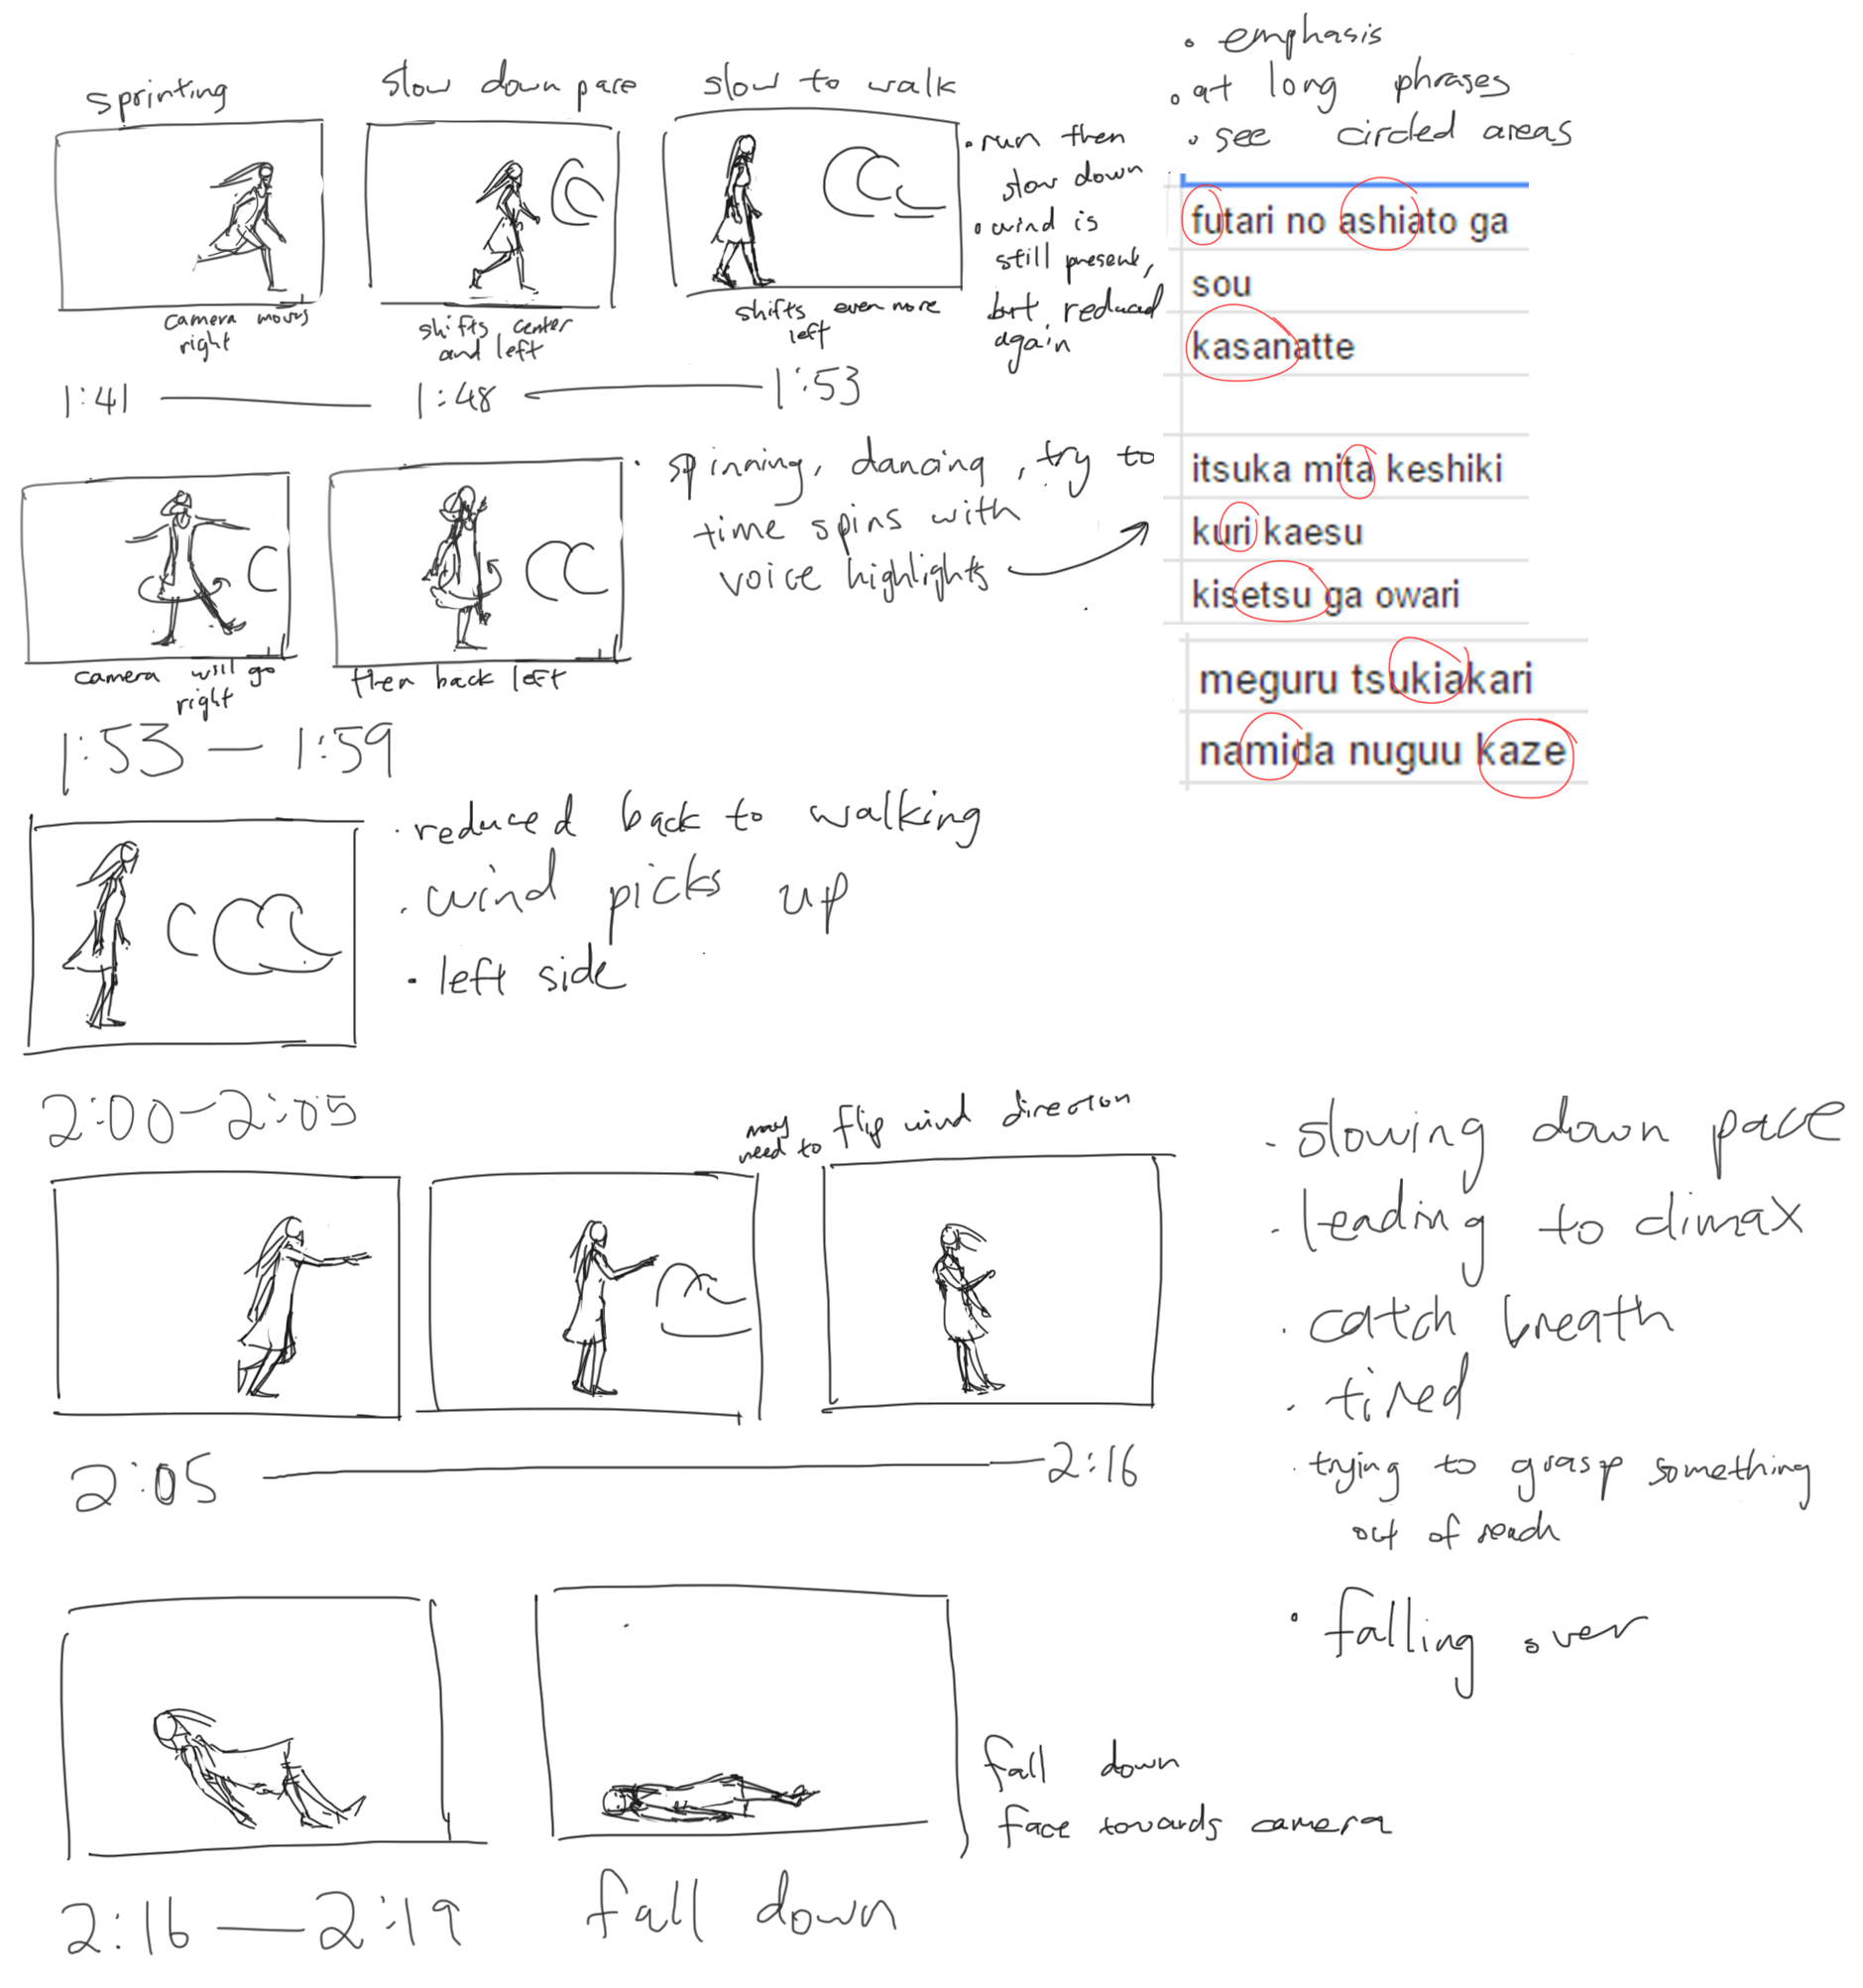 sprinting
slow down pace
slow to walk
camera moves
right
shifts center
and left
shifts even more
left
• run then
slow down
• wind is
still present,
but reduced
again
1:41
1:48
1:53
• emphasis
• at long phrases
• see circled areas
futari no ashiato ga
sou
kasanatte
itsuka mita keshiki
kuri kaesu
kisetsu ga owari
meguru tsukiakari
namida nuguu kaze
• spinning, dancing, try to
time spins with
voice highlights
camera will go
right
then back left
1:53 — 1:59
• reduced back to walking
• wind picks up
• left side
2:00-2:05
may
need to flip wind direction
2:05
2:16
• slowing down pace
• leading to climax
• catch breath
• tired
• trying to grasp something
out of reach
• falling over
fall down
face towards camera
2:16 — 2:19
fall down